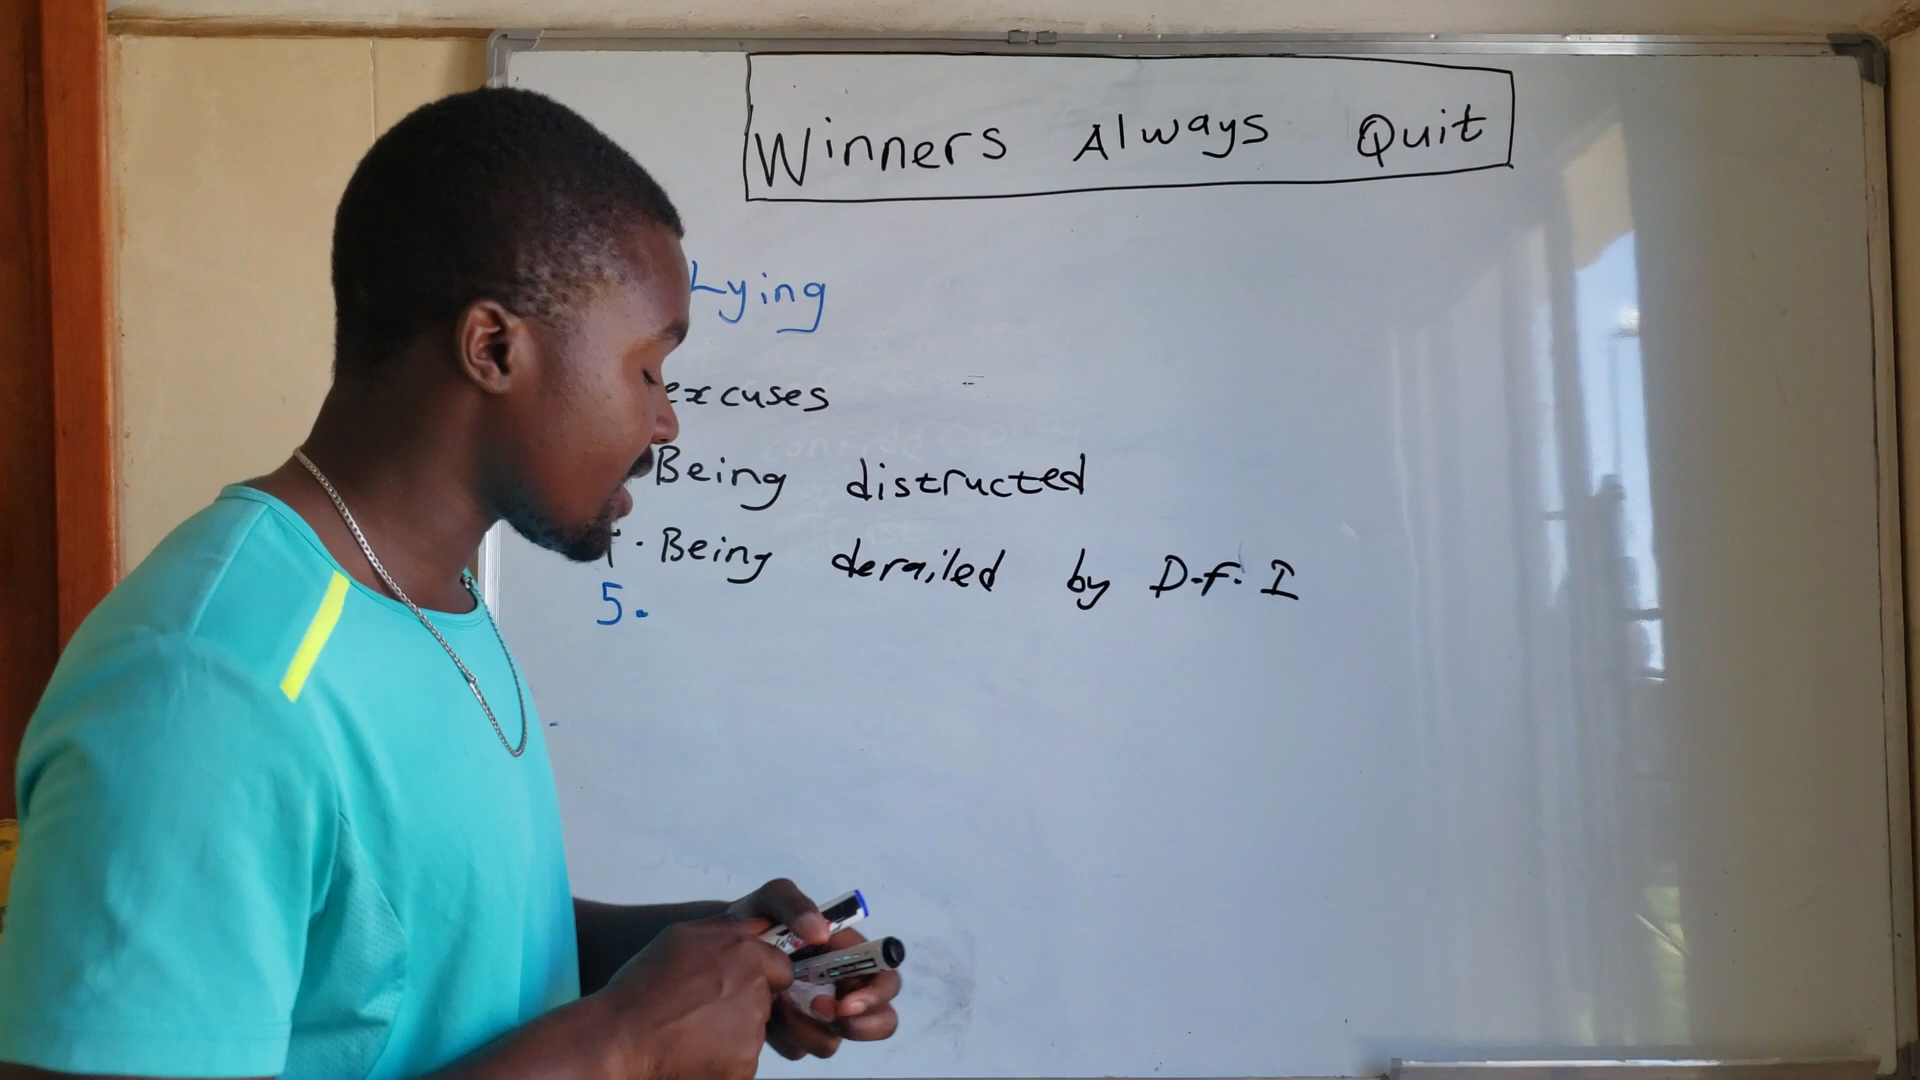 Winners Always Quit
Lying
excuses
Being distructed
4. Being derailed by D.f. I
5.